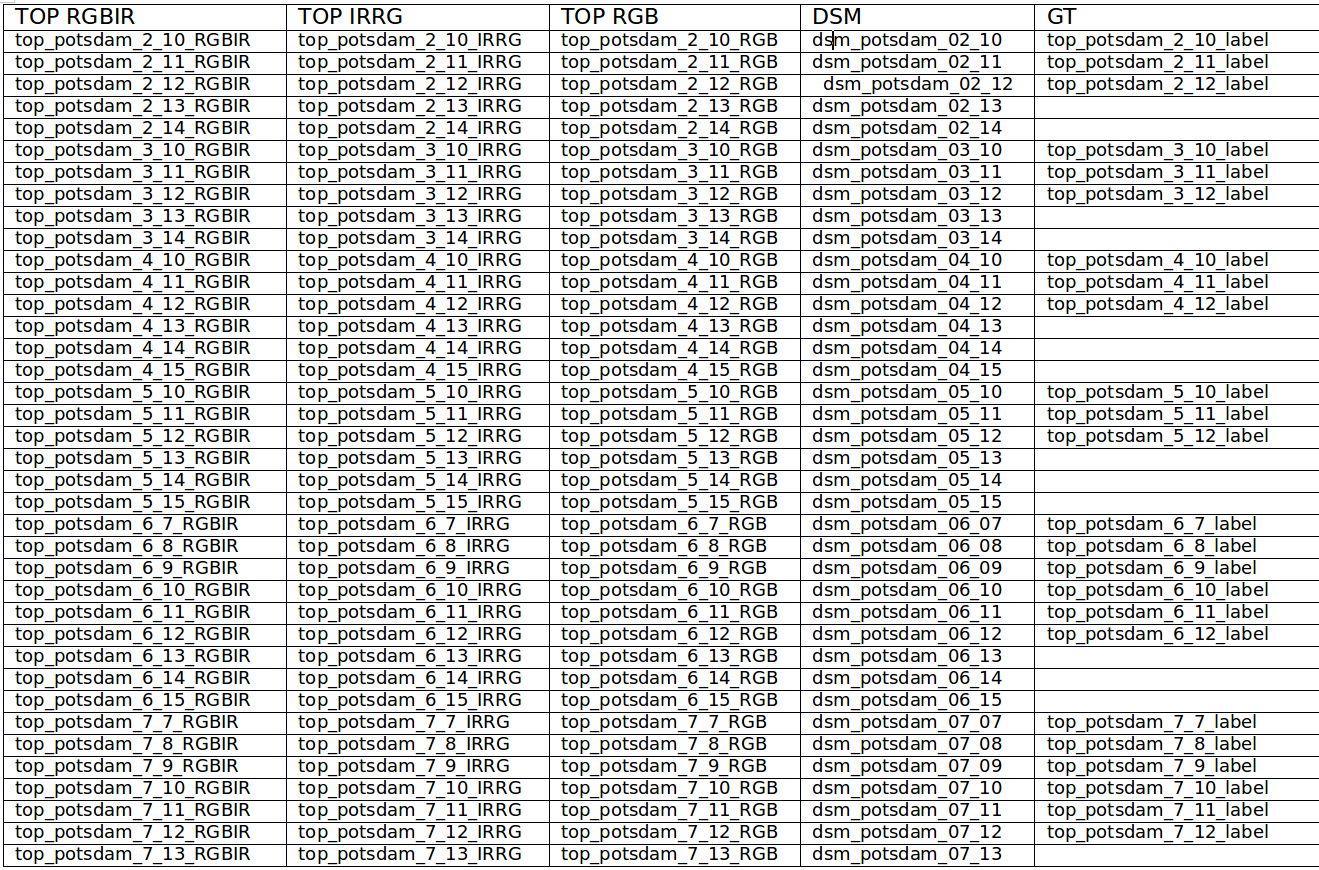 TOP RGBIR TOP IRRG TOP RGB DSM GT
top_potsdam_2_10_RGBIR top_potsdam_2_10_IRRG top_potsdam_2_10_RGB dsm_potsdam_02_10 top_potsdam_2_10_label
top_potsdam_2_11_RGBIR top_potsdam_2_11_IRRG top_potsdam_2_11_RGB dsm_potsdam_02_11 top_potsdam_2_11_label
top_potsdam_2_12_RGBIR top_potsdam_2_12_IRRG top_potsdam_2_12_RGB dsm_potsdam_02_12 top_potsdam_2_12_label
top_potsdam_2_13_RGBIR top_potsdam_2_13_IRRG top_potsdam_2_13_RGB dsm_potsdam_02_13
top_potsdam_2_14_RGBIR top_potsdam_2_14_IRRG top_potsdam_2_14_RGB dsm_potsdam_02_14
top_potsdam_3_10_RGBIR top_potsdam_3_10_IRRG top_potsdam_3_10_RGB dsm_potsdam_03_10 top_potsdam_3_10_label
top_potsdam_3_11_RGBIR top_potsdam_3_11_IRRG top_potsdam_3_11_RGB dsm_potsdam_03_11 top_potsdam_3_11_label
top_potsdam_3_12_RGBIR top_potsdam_3_12_IRRG top_potsdam_3_12_RGB dsm_potsdam_03_12 top_potsdam_3_12_label
top_potsdam_3_13_RGBIR top_potsdam_3_13_IRRG top_potsdam_3_13_RGB dsm_potsdam_03_13
top_potsdam_3_14_RGBIR top_potsdam_3_14_IRRG top_potsdam_3_14_RGB dsm_potsdam_03_14
top_potsdam_4_10_RGBIR top_potsdam_4_10_IRRG top_potsdam_4_10_RGB dsm_potsdam_04_10 top_potsdam_4_10_label
top_potsdam_4_11_RGBIR top_potsdam_4_11_IRRG top_potsdam_4_11_RGB dsm_potsdam_04_11 top_potsdam_4_11_label
top_potsdam_4_12_RGBIR top_potsdam_4_12_IRRG top_potsdam_4_12_RGB dsm_potsdam_04_12 top_potsdam_4_12_label
top_potsdam_4_13_RGBIR top_potsdam_4_13_IRRG top_potsdam_4_13_RGB dsm_potsdam_04_13
top_potsdam_4_14_RGBIR top_potsdam_4_14_IRRG top_potsdam_4_14_RGB dsm_potsdam_04_14
top_potsdam_4_15_RGBIR top_potsdam_4_15_IRRG top_potsdam_4_15_RGB dsm_potsdam_04_15
top_potsdam_5_10_RGBIR top_potsdam_5_10_IRRG top_potsdam_5_10_RGB dsm_potsdam_05_10 top_potsdam_5_10_label
top_potsdam_5_11_RGBIR top_potsdam_5_11_IRRG top_potsdam_5_11_RGB dsm_potsdam_05_11 top_potsdam_5_11_label
top_potsdam_5_12_RGBIR top_potsdam_5_12_IRRG top_potsdam_5_12_RGB dsm_potsdam_05_12 top_potsdam_5_12_label
top_potsdam_5_13_RGBIR top_potsdam_5_13_IRRG top_potsdam_5_13_RGB dsm_potsdam_05_13
top_potsdam_5_14_RGBIR top_potsdam_5_14_IRRG top_potsdam_5_14_RGB dsm_potsdam_05_14
top_potsdam_5_15_RGBIR top_potsdam_5_15_IRRG top_potsdam_5_15_RGB dsm_potsdam_05_15
top_potsdam_6_7_RGBIR top_potsdam_6_7_IRRG top_potsdam_6_7_RGB dsm_potsdam_06_07 top_potsdam_6_7_label
top_potsdam_6_8_RGBIR top_potsdam_6_8_IRRG top_potsdam_6_8_RGB dsm_potsdam_06_08 top_potsdam_6_8_label
top_potsdam_6_9_RGBIR top_potsdam_6_9_IRRG top_potsdam_6_9_RGB dsm_potsdam_06_09 top_potsdam_6_9_label
top_potsdam_6_10_RGBIR top_potsdam_6_10_IRRG top_potsdam_6_10_RGB dsm_potsdam_06_10 top_potsdam_6_10_label
top_potsdam_6_11_RGBIR top_potsdam_6_11_IRRG top_potsdam_6_11_RGB dsm_potsdam_06_11 top_potsdam_6_11_label
top_potsdam_6_12_RGBIR top_potsdam_6_12_IRRG top_potsdam_6_12_RGB dsm_potsdam_06_12 top_potsdam_6_12_label
top_potsdam_6_13_RGBIR top_potsdam_6_13_IRRG top_potsdam_6_13_RGB dsm_potsdam_06_13
top_potsdam_6_14_RGBIR top_potsdam_6_14_IRRG top_potsdam_6_14_RGB dsm_potsdam_06_14
top_potsdam_6_15_RGBIR top_potsdam_6_15_IRRG top_potsdam_6_15_RGB dsm_potsdam_06_15
top_potsdam_7_7_RGBIR top_potsdam_7_7_IRRG top_potsdam_7_7_RGB dsm_potsdam_07_07 top_potsdam_7_7_label
top_potsdam_7_8_RGBIR top_potsdam_7_8_IRRG top_potsdam_7_8_RGB dsm_potsdam_07_08 top_potsdam_7_8_label
top_potsdam_7_9_RGBIR top_potsdam_7_9_IRRG top_potsdam_7_9_RGB dsm_potsdam_07_09 top_potsdam_7_9_label
top_potsdam_7_10_RGBIR top_potsdam_7_10_IRRG top_potsdam_7_10_RGB dsm_potsdam_07_10 top_potsdam_7_10_label
top_potsdam_7_11_RGBIR top_potsdam_7_11_IRRG top_potsdam_7_11_RGB dsm_potsdam_07_11 top_potsdam_7_11_label
top_potsdam_7_12_RGBIR top_potsdam_7_12_IRRG top_potsdam_7_12_RGB dsm_potsdam_07_12 top_potsdam_7_12_label
top_potsdam_7_13_RGBIR top_potsdam_7_13_IRRG top_potsdam_7_13_RGB dsm_potsdam_07_13